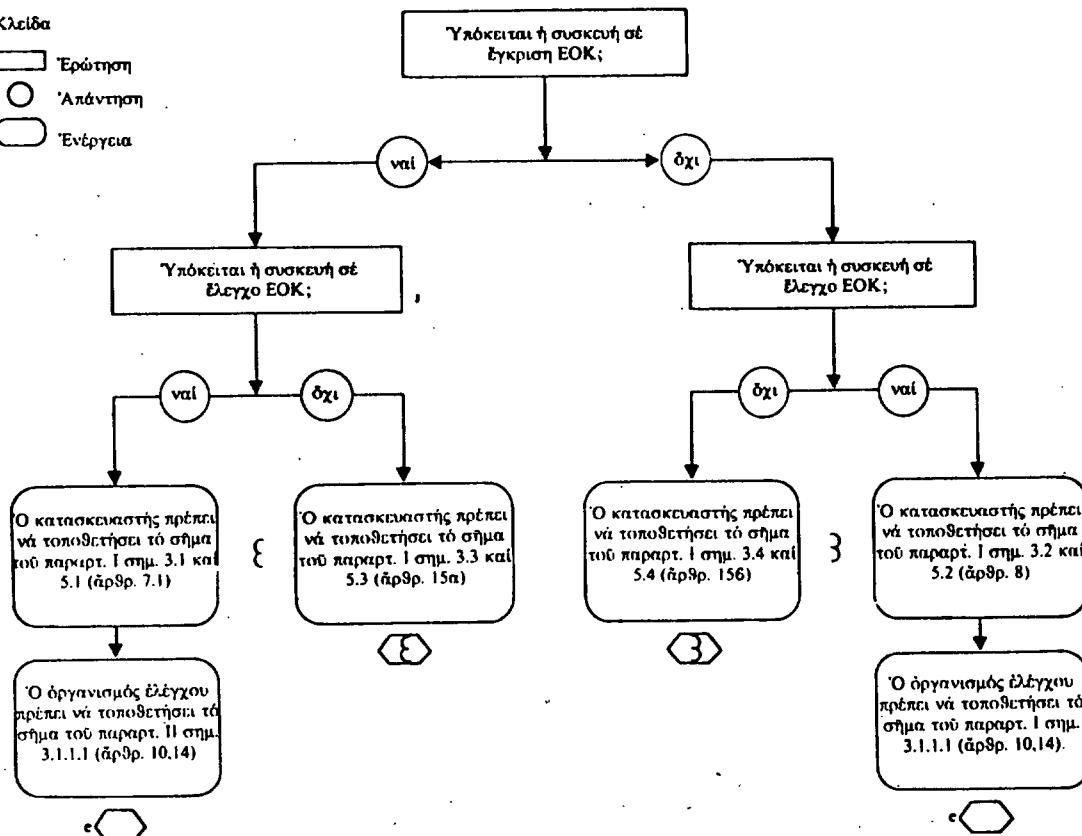 Κλείδα
Ἐρώτηση
Ἀπάντηση
Ἐνέργεια
Ὑπόκειται ἡ συσκευή σέ
ἔγκριση ΕΟΚ;
ναί
ὄχι
Ὑπόκειται ἡ συσκευή σέ
ἔλεγχο ΕΟΚ;
Ὑπόκειται ἡ συσκευή σέ
ἔλεγχο ΕΟΚ;
ναί
ὄχι
ὄχι
ναί
Ὁ κατασκευαστής πρέπει
νά τοποθετήσει τό σῆμα
τοῦ παραρτ. Ι σημ. 3.1 καί
5.1 (ἄρθρ. 7.1)
Ὁ κατασκευαστής πρέπει
νά τοποθετήσει τό σῆμα
τοῦ παραρτ. Ι σημ. 3.3 καί
5.3 (ἄρθρ. 15α)
Ὁ κατασκευαστής πρέπει
νά τοποθετήσει τό σῆμα
τοῦ παραρτ. Ι σημ. 3.4 καί
5.4 (ἄρθρ. 156)
Ὁ κατασκευαστής πρέπει
νά τοποθετήσει τό σῆμα
τοῦ παραρτ. Ι σημ. 3.2 καί
5.2 (ἄρθρ. 8)
ε
3
ε
3
Ὁ ὀργανισμός ἐλέγχου
πρέπει νά τοποθετήσει τό
σῆμα τοῦ παραρτ. ΙΙ σημ.
3.1.1.1 (ἄρθρ. 10,14)
Ὁ ὀργανισμός ἐλέγχου
πρέπει νά τοποθετήσει τό
σῆμα τοῦ παραρτ. Ι σημ.
3.1.1.1 (ἄρθρ. 10,14).
e
e